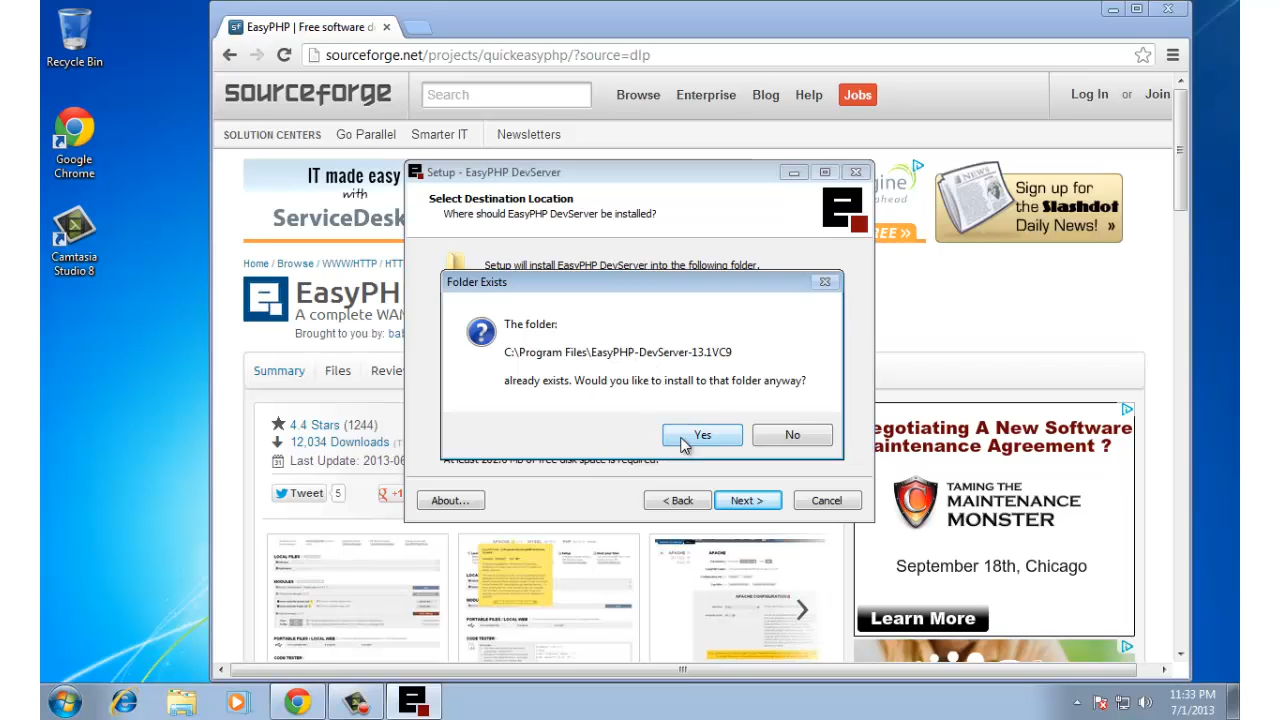 Recycle Bin
Google
Chrome
Camtasia
Studio 8
EasyPHP | Free software d
sourceforge.net/projects/quickeasyphp/?source=dlp
sourceforge
Search
Browse
Enterprise
Blog
Help
Jobs
Log In or Join
SOLUTION CENTERS
Go Parallel
Smarter IT
Newsletters
IT made easy
with
ServiceDesk
Sign up for
the Slashdot
Daily News! »
Home / Browse / WWW/HTTP / HTT
EasyPH
A complete WAM
Brought to you by: bab
Summary
Files
Revie
4.4 Stars (1244)
12,034 Downloads
Last Update: 2013-06
Tweet
5
+1
Setup - EasyPHP DevServer
Select Destination Location
Where should EasyPHP DevServer be installed?
Setup will install EasyPHP DevServer into the following folder.
Folder Exists
The folder:
C:\Program Files\EasyPHP-DevServer-13.1VC9
already exists. Would you like to install to that folder anyway?
Yes
No
About...
< Back
Next >
Cancel
egotiating A New Software
aintenance Agreement ?
TAMING THE
MAINTENANCE
MONSTER
September 18th, Chicago
Learn More
11:33 PM
7/1/2013